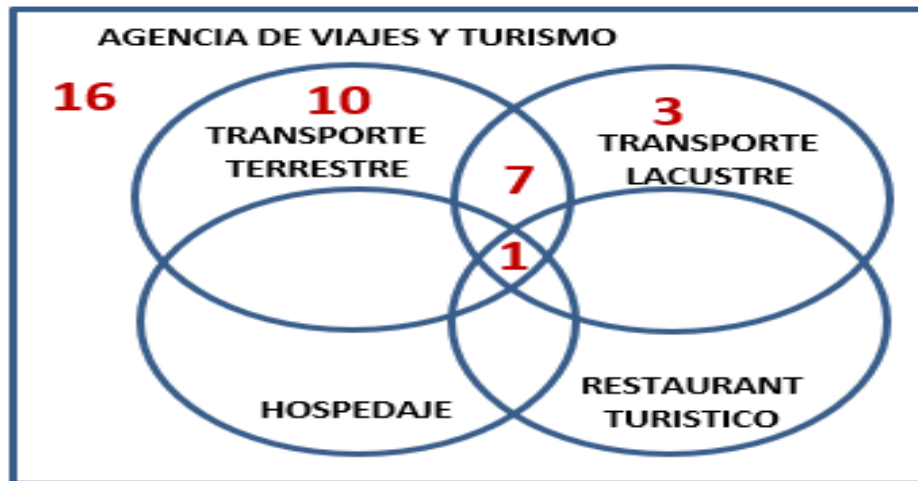 AGENCIA DE VIAJES Y TURISMO
16
10
TRANSPORTE
TERRESTRE
3
TRANSPORTE
LACUSTRE
7
1
HOSPEDAJE
RESTAURANT
TURISTICO